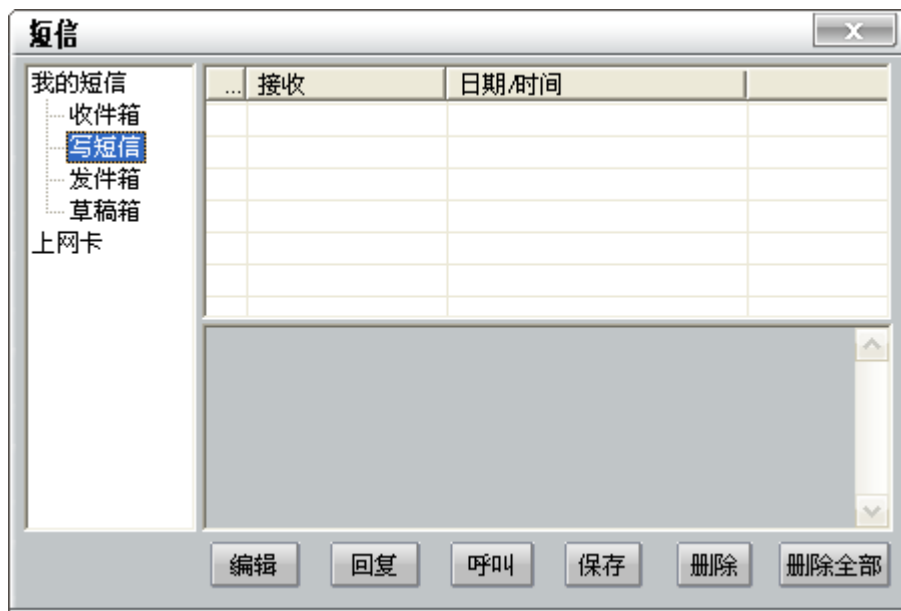 短信
x
我的短信
收件箱
写短信
发件箱
草稿箱
上网卡
... 接收 日期/时间
编辑 回复 呼叫 保存 删除 删除全部